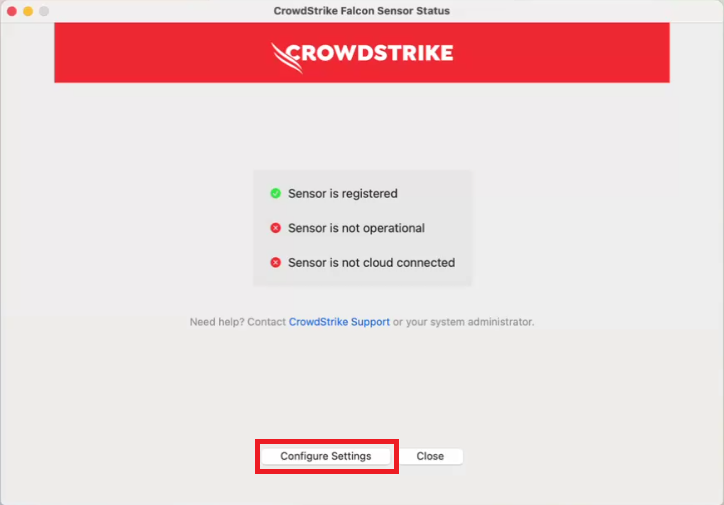 CrowdStrike Falcon Sensor Status
CROWDSTRIKE
Sensor is registered
Sensor is not operational
Sensor is not cloud connected
Need help? Contact CrowdStrike Support or your system administrator.
Configure Settings Close